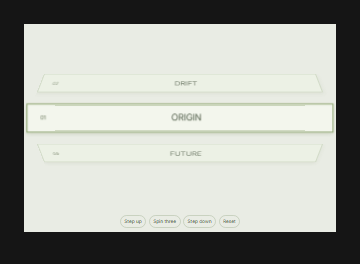 DRIFT
ORIGIN
FUTURE
Step up
Spin three
Step down
Reset